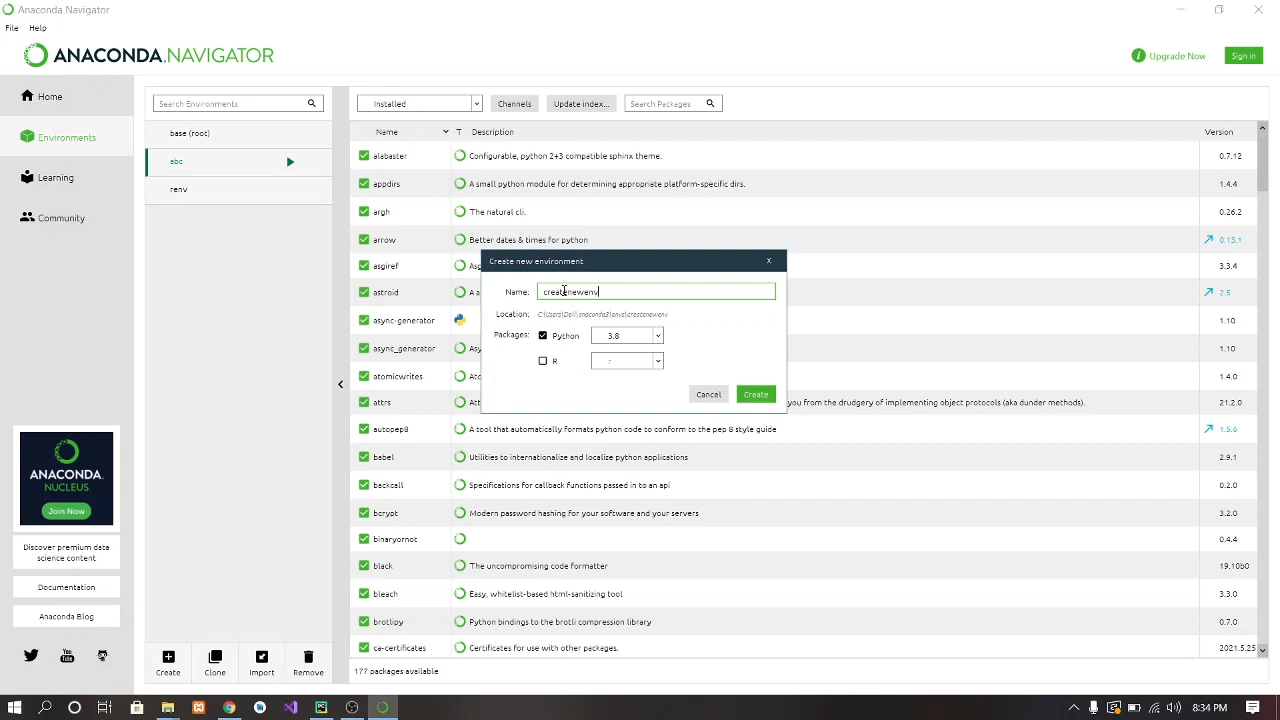 Anaconda Navigator
File Help
ANACONDA.NAVIGATOR
Upgrade Now
Sign in
Home
Environments
Learning
Community
ANACONDA.
NUCLEUS
Join Now
Discover premium data
science content
Documentation
Anaconda Blog
Search Environments
base (root)
abc
renv
Create Clone Import Remove
Installed Channels Update index... Search Packages
Name T Description Version
alabaster Configurable, python 2+3 compatible sphinx theme. 0.7.12
appdirs A small python module for determining appropriate platform-specific dirs. 1.4.4
argh The natural cli. 0.26.2
arrow Better dates & times for python 0.13.1
asgiref 3.3.4
astroid 2.5
async-generator 1.10
async_generator 1.10
atomicwrites 1.4.0
attrs you from the drudgery of implementing object protocols (aka dunder methods). 21.2.0
autopep8 A tool that automatically formats python code to conform to the pep 8 style guide 1.5.6
babel Utilities to internationalize and localize python applications 2.9.1
backcall Specifications for callback functions passed in to an api 0.2.0
bcrypt Modern password hashing for your software and your servers 3.2.0
binaryornot 0.4.4
black The uncompromising code formatter 19.10b0
bleach Easy, whitelist-based html-sanitizing tool 3.3.0
brotlipy Python bindings to the brotli compression library 0.7.0
ca-certificates Certificates for use with other packages. 2021.5.25
177 packages available
Create new environment X
Name: createnewenv
Location: C:\Users\Doll\anaconda3\envs\createnewenv
Packages: Python 3.8
R r
Cancel Create
8:34 PM